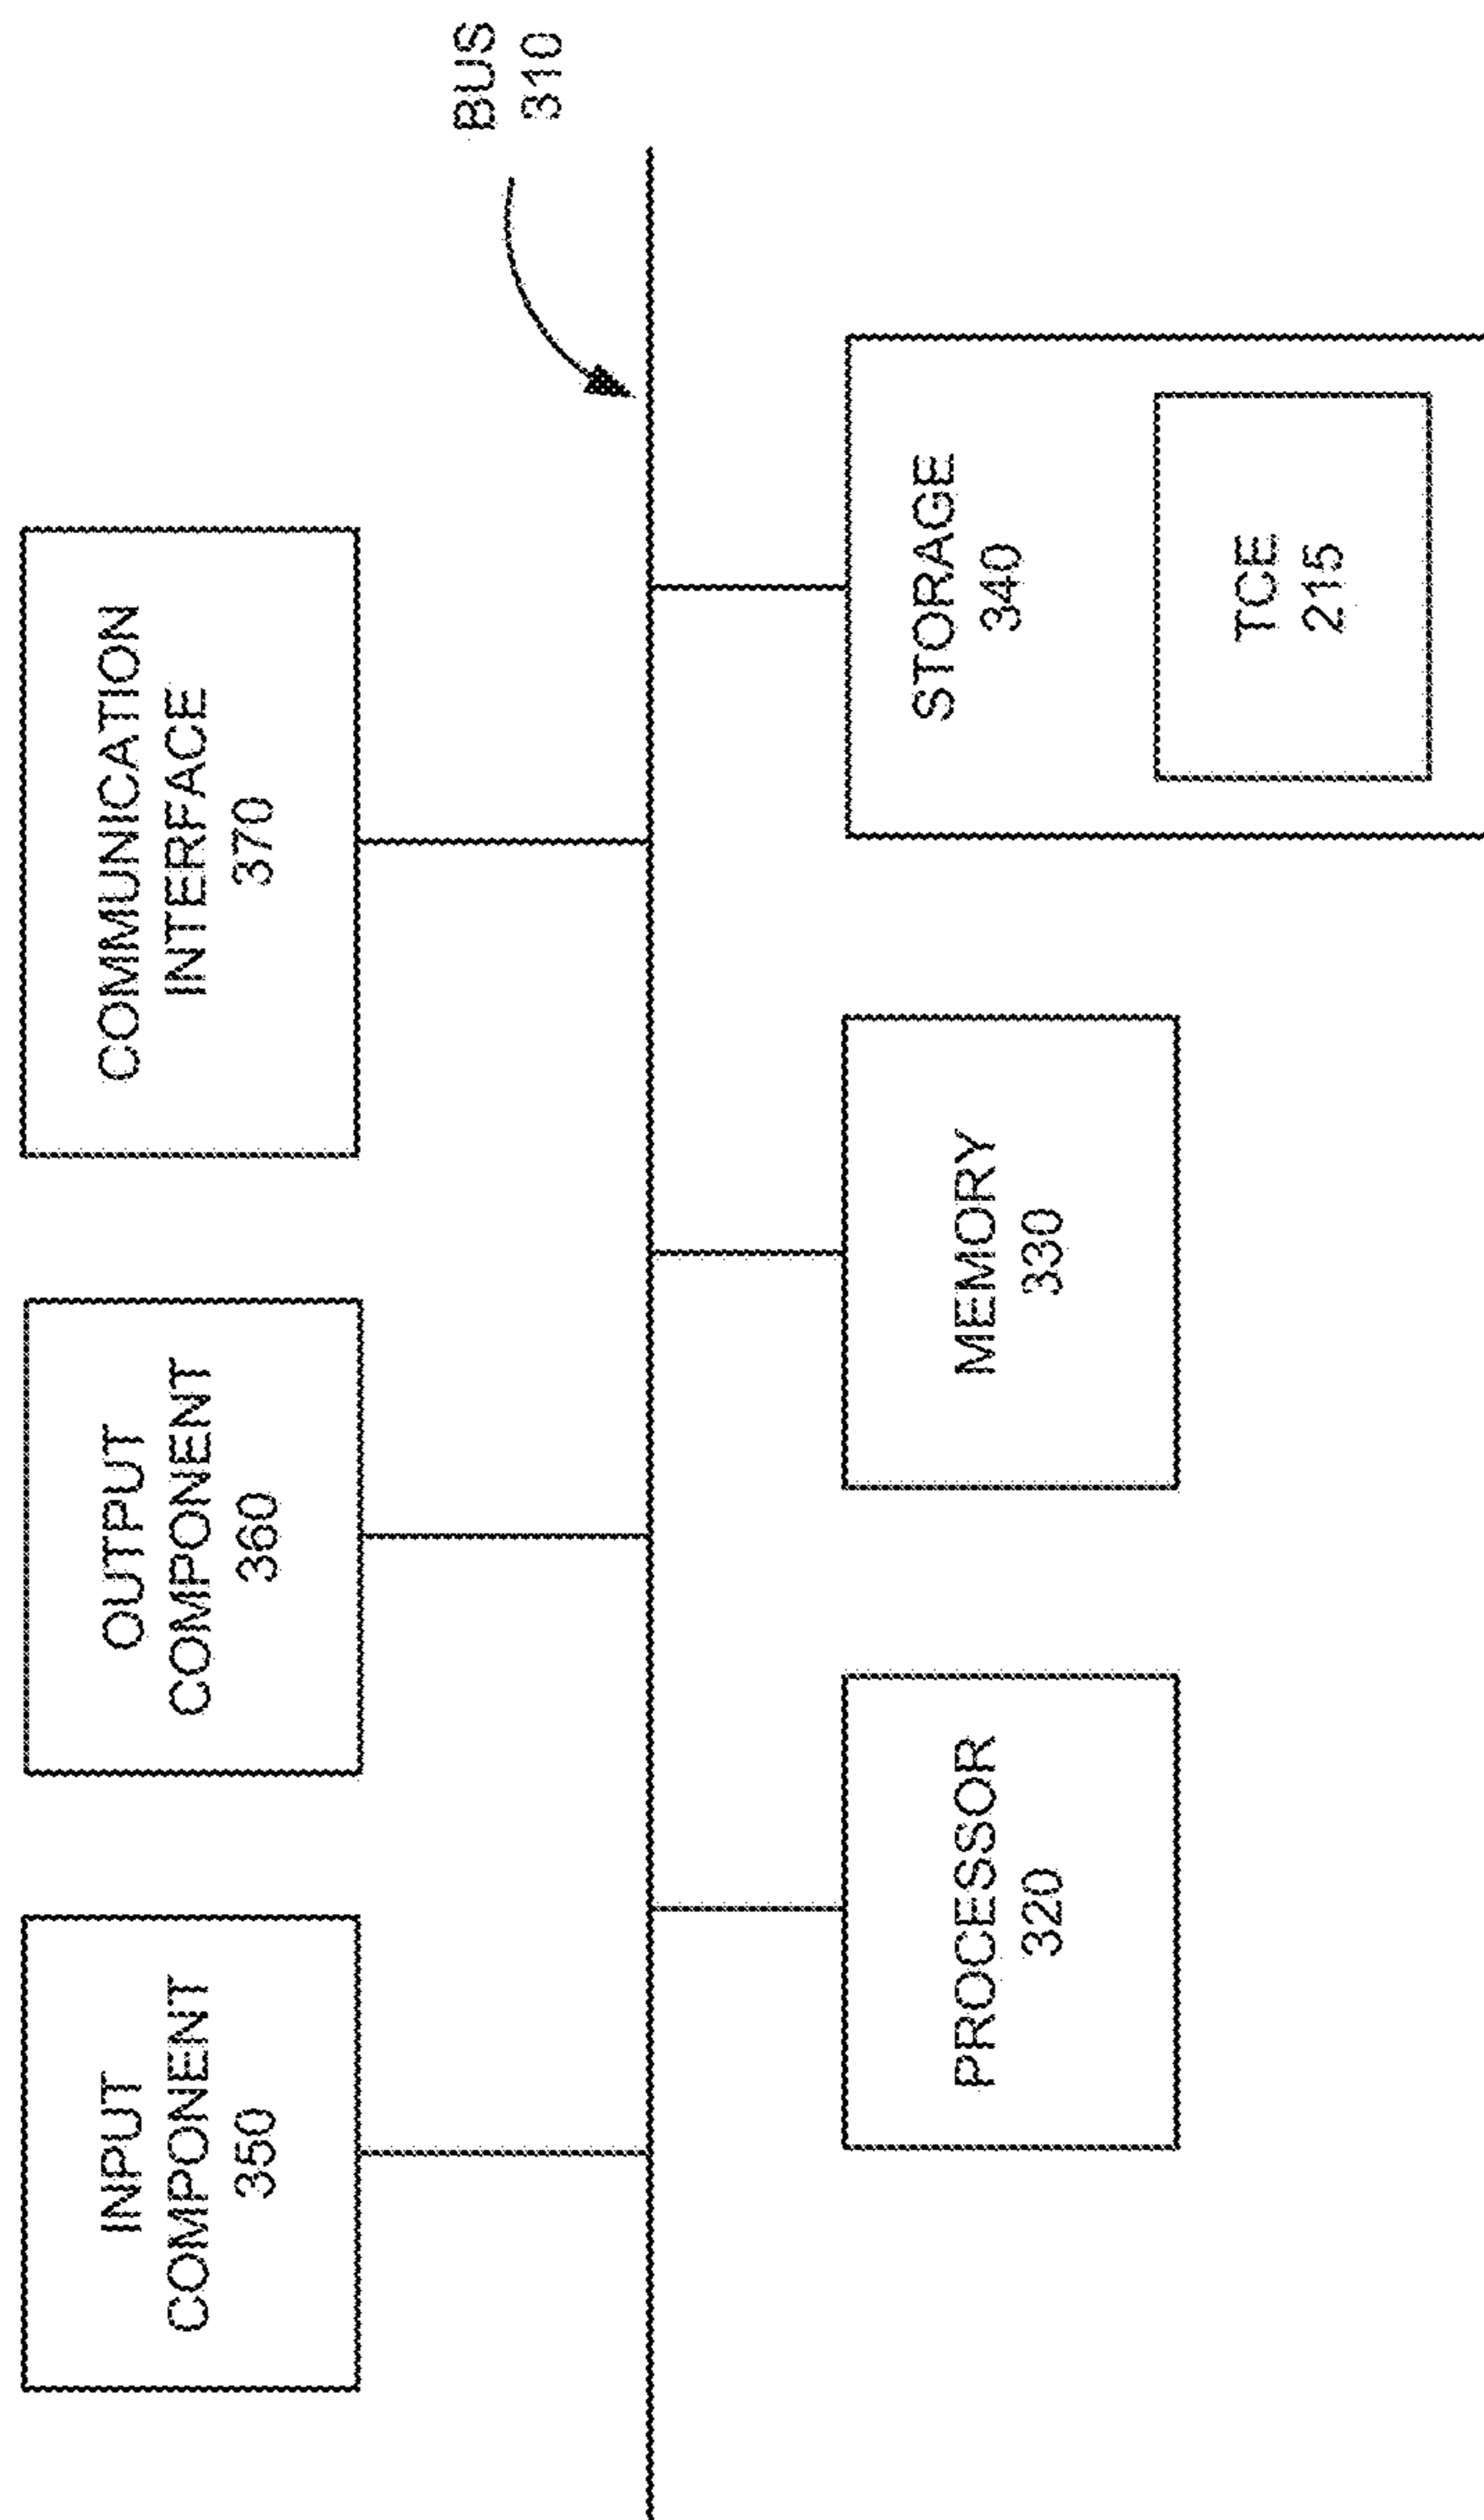 INPUT
COMPONENT
350
OUTPUT
COMPONENT
360
COMMUNICATION
INTERFACE
370
BUS
310
PROCESSOR
320
MEMORY
330
STORAGE
340
TCE
215